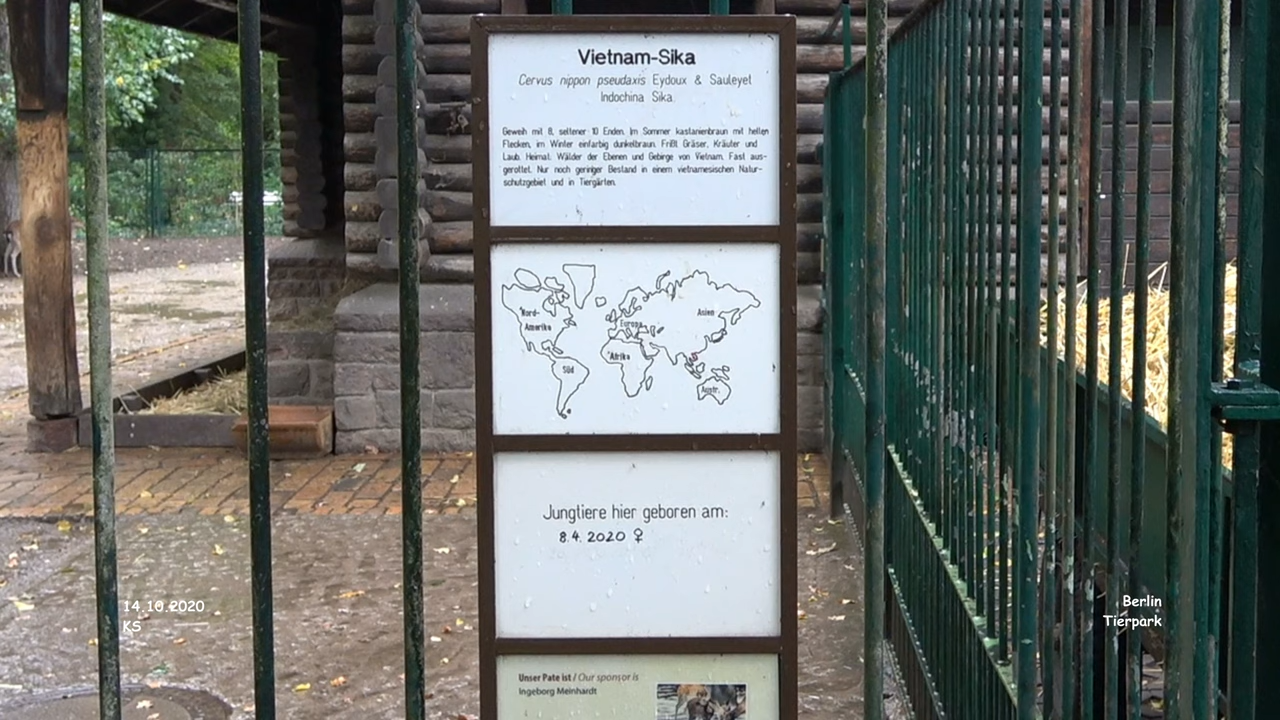 Vietnam-Sika
Cervus nippon pseudaxis Eydoux & Sauleyet
Indochina Sika
Geweih mit 8, seltener 10 Enden. Im Sommer kastanienbraun mit hellen
Flecken, im Winter einfarbig dunkelbraun. Frißt Gräser, Kräuter und
Laub. Heimat: Wälder der Ebenen und Gebirge von Vietnam. Fast aus-
gerottet. Nur noch geringer Bestand in einem vietnamesischen Natur-
schutzgebiet und in Tiergärten.
Nord-
Amerika
Süd
Europa
Afrika
Asien
Austr.
Jungtiere hier geboren am:
8.4. 2020 ♀
Unser Pate ist / Our sponsor is
Ingeborg Meinhardt
14.10.2020
KS
Berlin
Tierpark